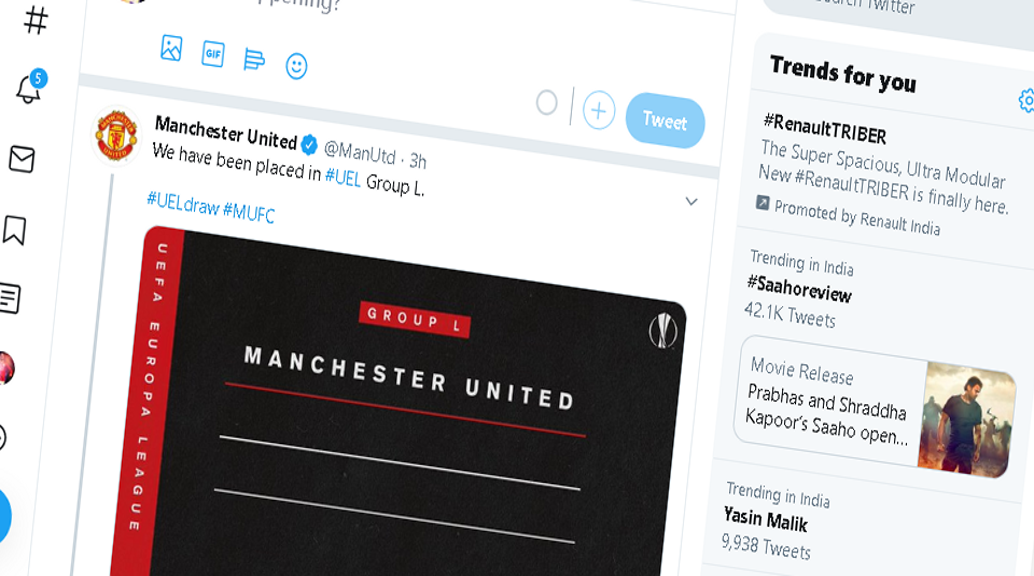 #
5
GIF
Tweet
Manchester United @ManUtd · 3h
We have been placed in #UEL Group L.
#UELdraw #MUFC
UEFA EUROPA LEAGUE
GROUP L
MANCHESTER UNITED
Twitter
Trends for you
#RenaultTRIBER
The Super Spacious, Ultra Modular
New #RenaultTRIBER is finally here.
Promoted by Renault India
Trending in India
#Saahoreview
42.1K Tweets
Movie Release
Prabhas and Shraddha
Kapoor's Saaho open...
Trending in India
Yasin Malik
9,938 Tweets